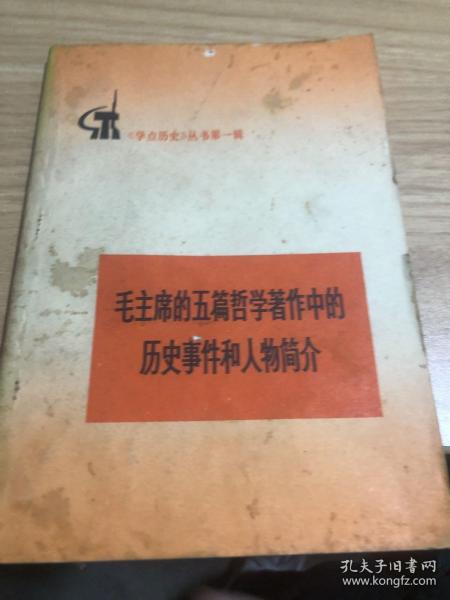 《学点历史》丛书第一辑
毛主席的五篇哲学著作中的
历史事件和人物简介
孔夫子旧书网
www.kongfz.com